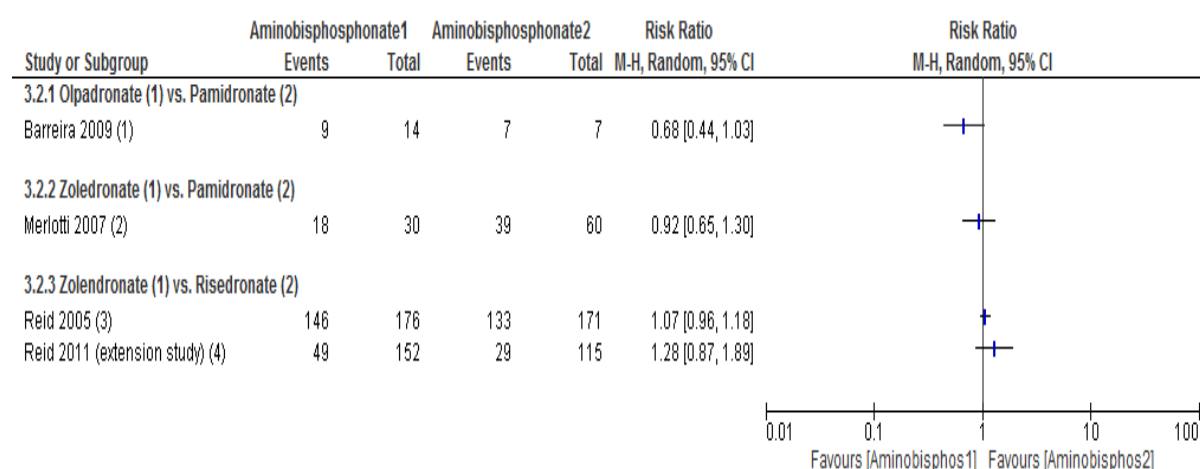 Aminobisphosphonate1 Aminobisphosphonate2 Risk Ratio Risk Ratio
Study or Subgroup Events Total Events Total M-H, Random, 95% CI M-H, Random, 95% CI
3.2.1 Olpadronate (1) vs. Pamidronate (2)
Barreira 2009 (1) 9 14 7 7 0.68 [0.44, 1.03]
3.2.2 Zoledronate (1) vs. Pamidronate (2)
Merlotti 2007 (2) 18 30 39 60 0.92 [0.65, 1.30]
3.2.3 Zolendronate (1) vs. Risedronate (2)
Reid 2005 (3) 146 176 133 171 1.07 [0.96, 1.18]
Reid 2011 (extension study) (4) 49 152 29 115 1.28 [0.87, 1.89]
0.01 0.1 1 10 100
Favours [Aminobisphos1] Favours [Aminobisphos2]